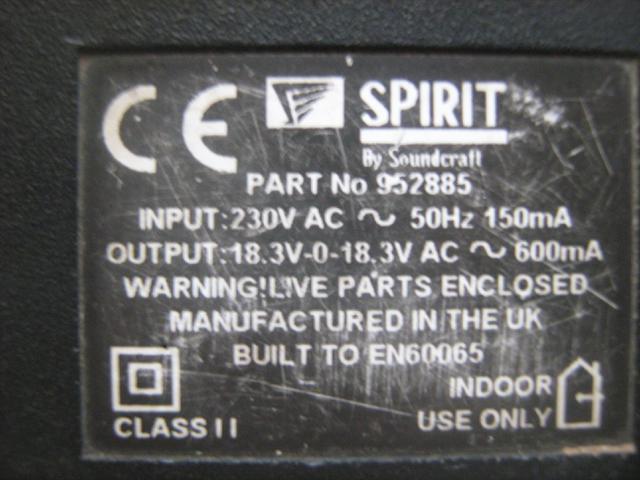 CE SPIRIT
By Soundcraft
PART No 952885
INPUT:230V AC ~ 50Hz 150mA
OUTPUT:18.3V-0-18.3V AC ~ 600mA
WARNING!LIVE PARTS ENCLOSED
MANUFACTURED IN THE UK
BUILT TO EN60065
INDOOR
USE ONLY
CLASS II